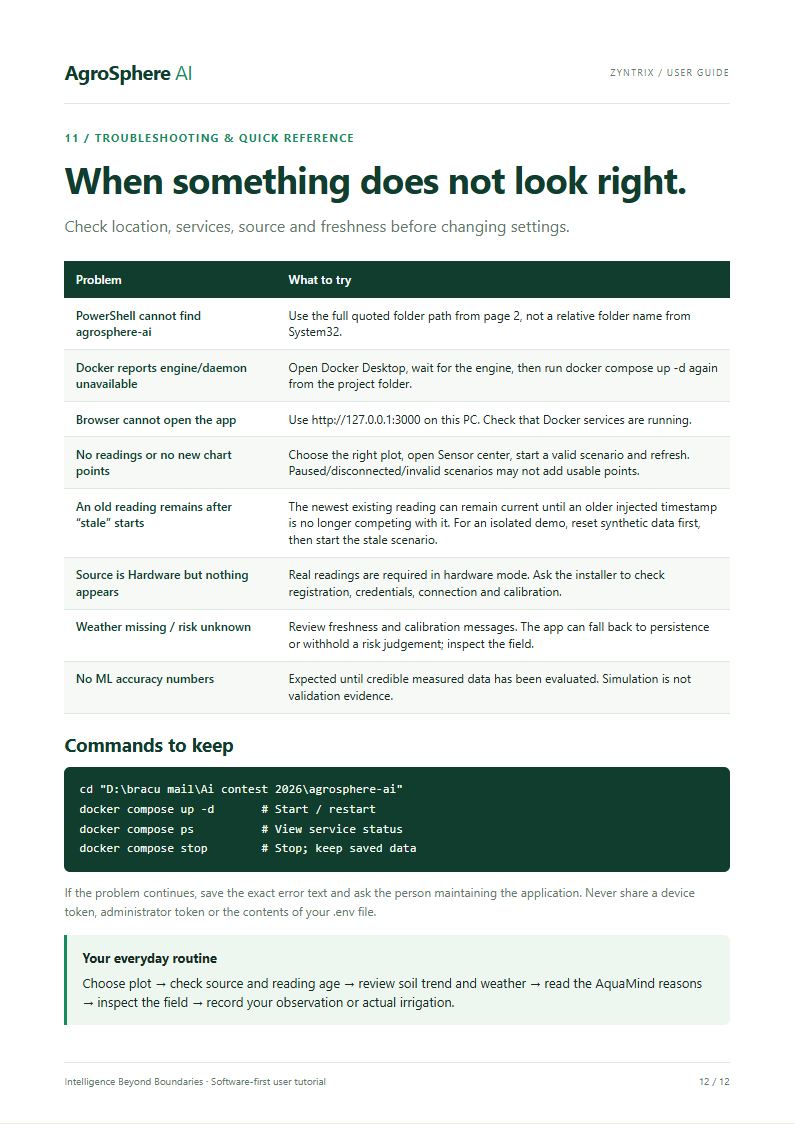 AgroSphere AI
ZYNTRIX / USER GUIDE
11 / TROUBLESHOOTING & QUICK REFERENCE
When something does not look right.
Check location, services, source and freshness before changing settings.
Problem
What to try
PowerShell cannot find
agrosphere-ai
Use the full quoted folder path from page 2, not a relative folder name from
System32.
Docker reports engine/daemon
unavailable
Open Docker Desktop, wait for the engine, then run docker compose up -d again
from the project folder.
Browser cannot open the app
Use http://127.0.0.1:3000 on this PC. Check that Docker services are running.
No readings or no new chart
points
Choose the right plot, open Sensor center, start a valid scenario and refresh.
Paused/disconnected/invalid scenarios may not add usable points.
An old reading remains after
“stale” starts
The newest existing reading can remain current until an older injected timestamp
is no longer competing with it. For an isolated demo, reset synthetic data first,
then start the stale scenario.
Source is Hardware but nothing
appears
Real readings are required in hardware mode. Ask the installer to check
registration, credentials, connection and calibration.
Weather missing / risk unknown
Review freshness and calibration messages. The app can fall back to persistence
or withhold a risk judgement; inspect the field.
No ML accuracy numbers
Expected until credible measured data has been evaluated. Simulation is not
validation evidence.
Commands to keep
cd "D:\bracu mail\Ai contest 2026\agrosphere-ai"
docker compose up -d       # Start / restart
docker compose ps          # View service status
docker compose stop        # Stop; keep saved data
If the problem continues, save the exact error text and ask the person maintaining the application. Never share a device
token, administrator token or the contents of your .env file.
Your everyday routine
Choose plot → check source and reading age → review soil trend and weather → read the AquaMind reasons
→ inspect the field → record your observation or actual irrigation.
Intelligence Beyond Boundaries · Software-first user tutorial
12 / 12